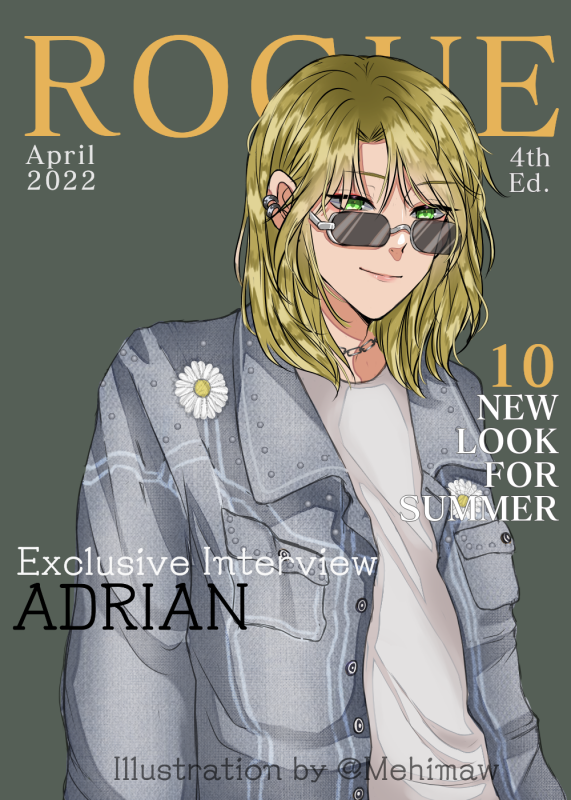 ROGUE
April
2022
4th
Ed.
10
NEW
LOOK
FOR
SUMMER
Exclusive Interview
ADRIAN
Illustration by @Mehimaw